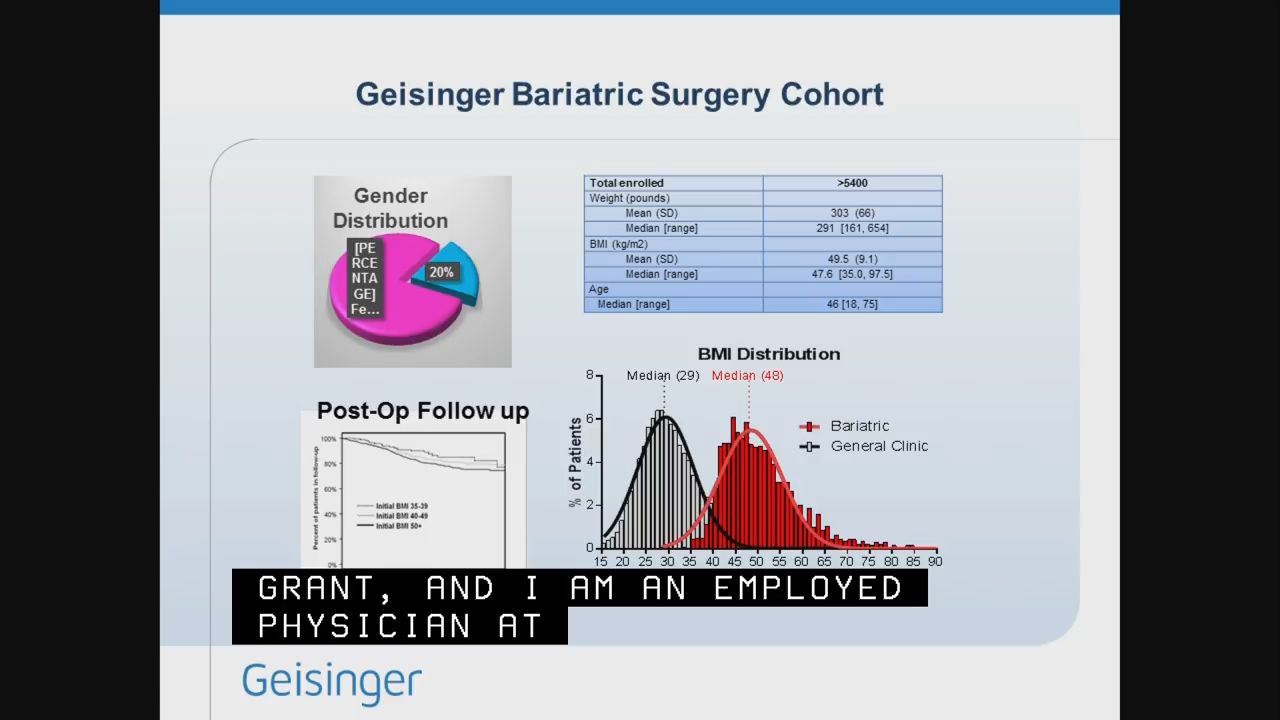 Geisinger Bariatric Surgery Cohort
Gender
Distribution
[PE
RCE
NTA
GE]
Fe...
20%
Total enrolled >5400
Weight (pounds)
Mean (SD) 303 (66)
Median [range] 291 [161, 654]
BMI (kg/m2)
Mean (SD) 49.5 (9.1)
Median [range] 47.6 [35.0, 97.5]
Age
Median [range] 46 [18, 75]
Post-Op Follow up
Percent of patients in follow-up
100%
80%
60%
40%
20%
0%
Initial BMI 35-39
Initial BMI 40-49
Initial BMI 50+
BMI Distribution
Median (29) Median (48)
% of Patients
8
6
4
2
0
Bariatric
General Clinic
15 20 25 30 35 40 45 50 55 60 65 70 75 80 85 90
GRANT, AND I AM AN EMPLOYED
PHYSICIAN AT
Geisinger